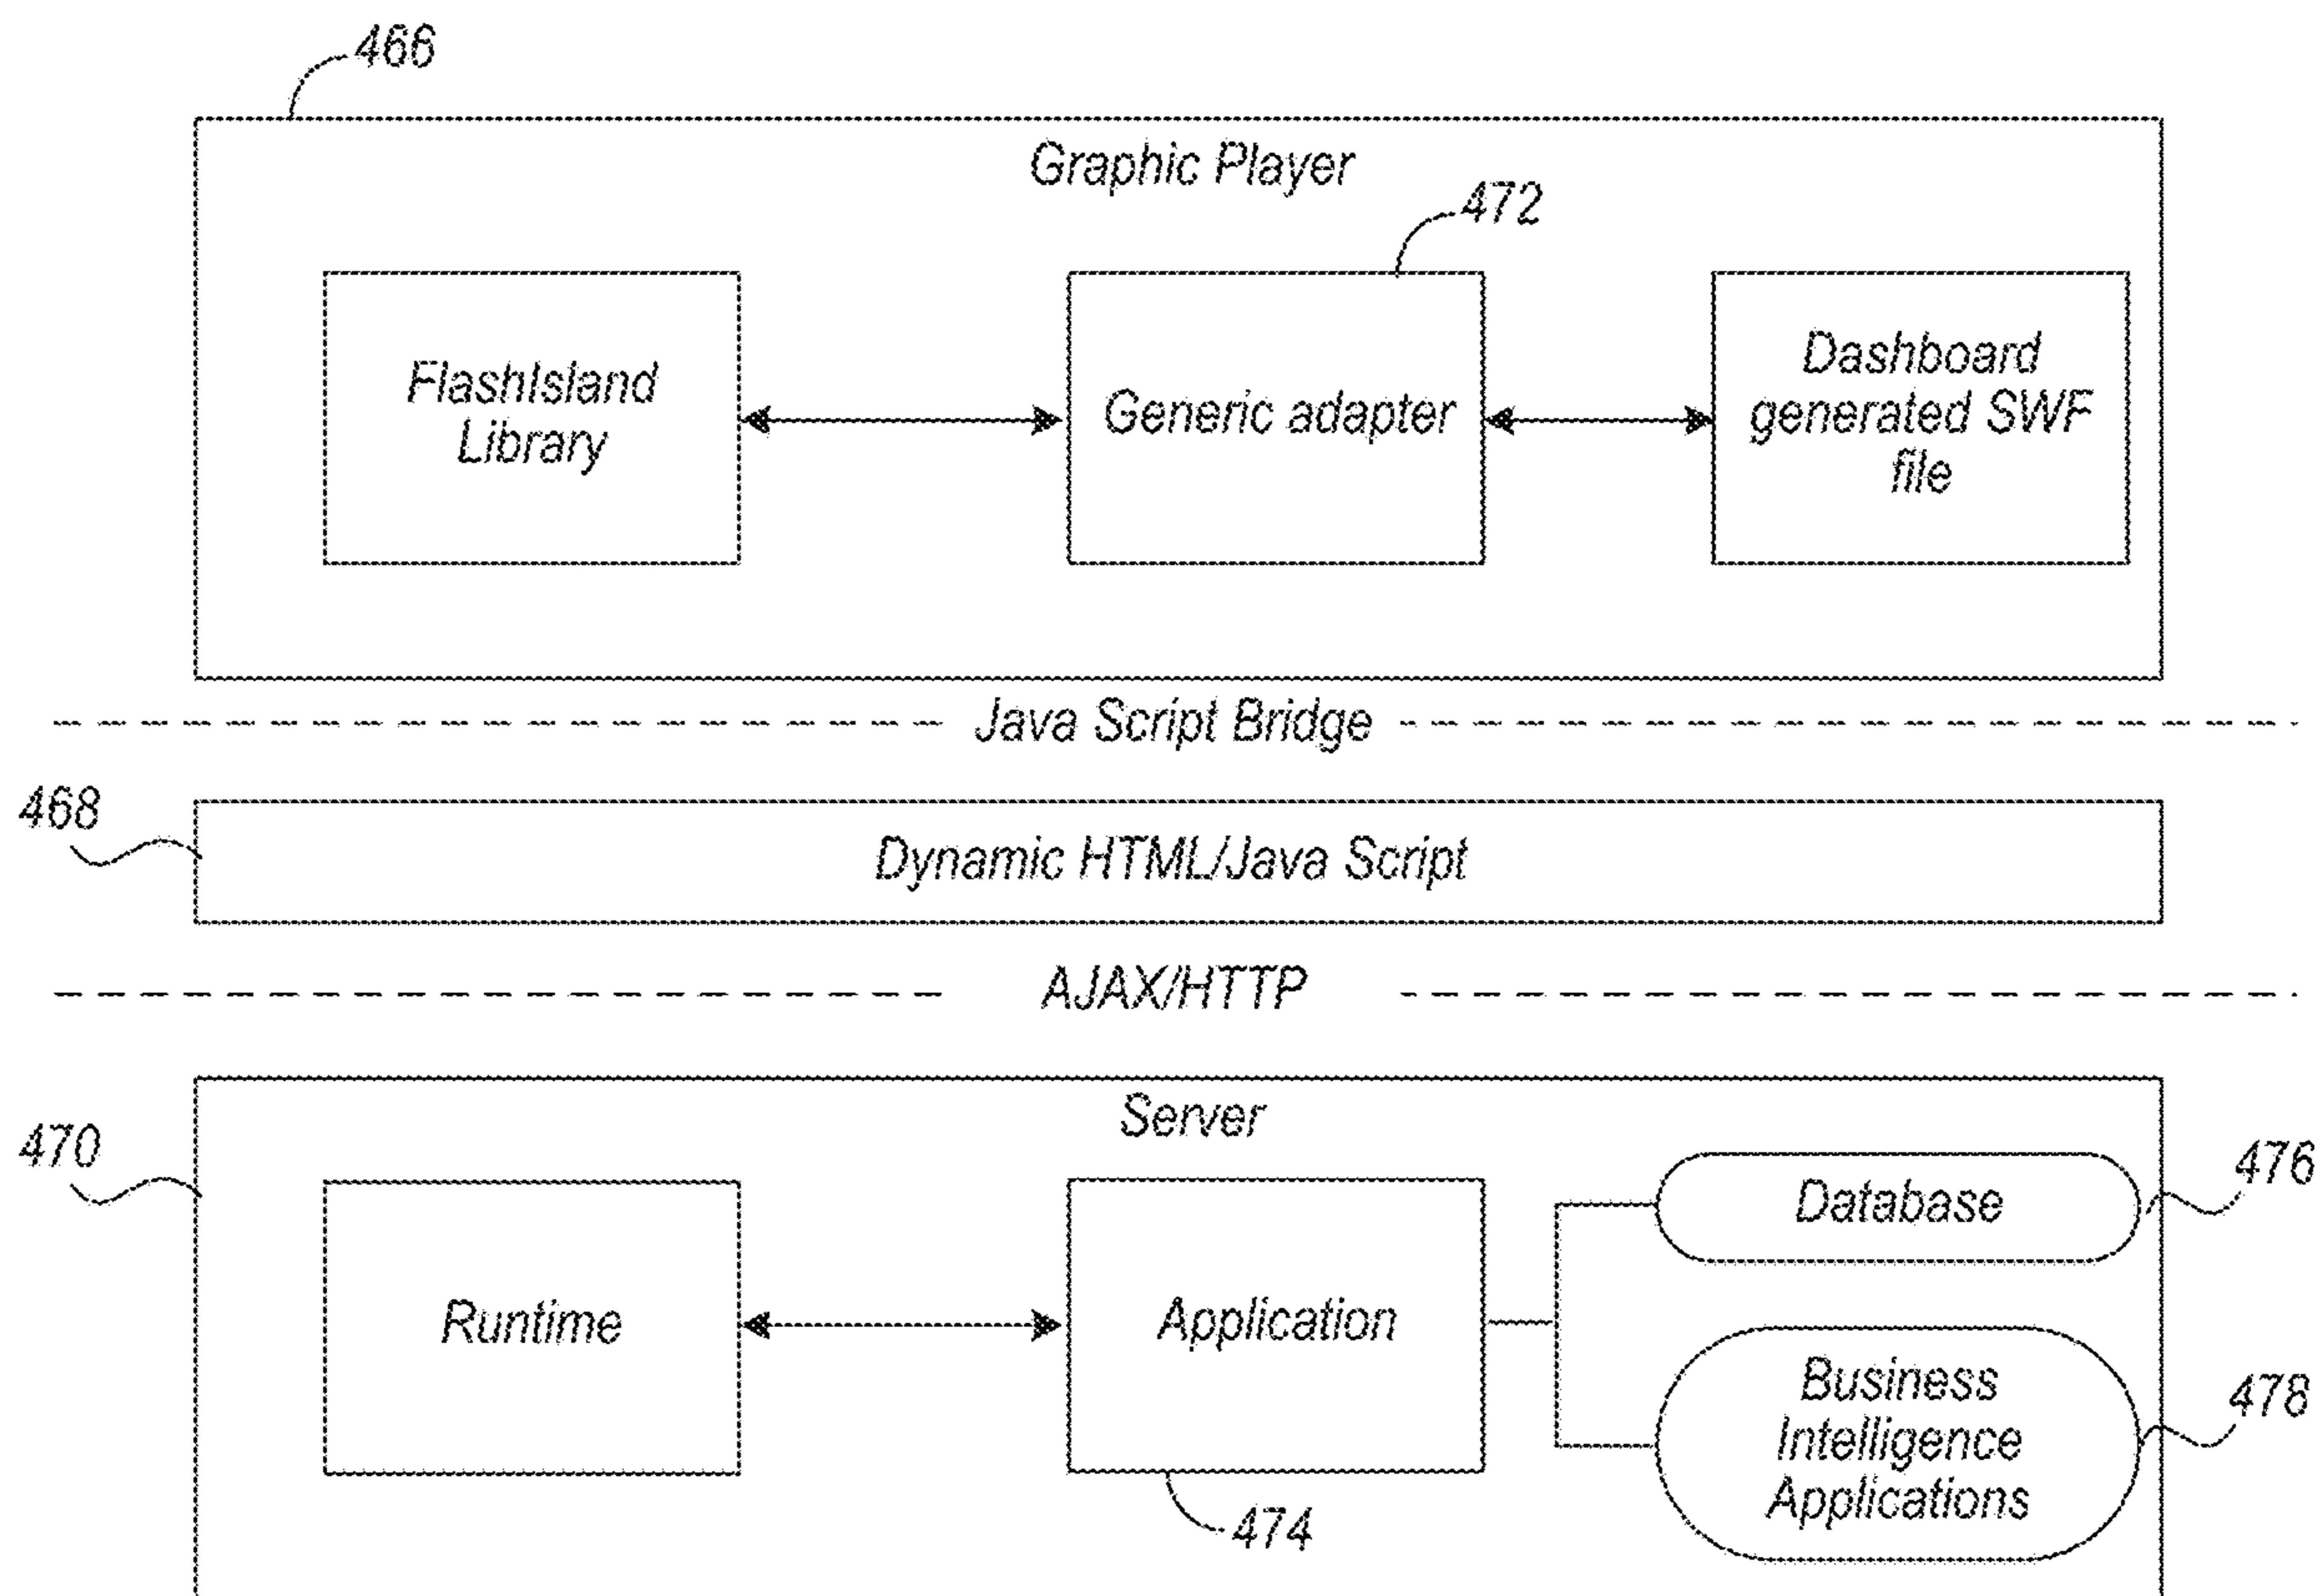 466
Graphic Player
472
FlashIsland
Library
Generic adapter
Dashboard
generated SWF
file
Java Script Bridge
468
Dynamic HTML/Java Script
AJAX/HTTP
Server
470
476
Database
Runtime
Application
Business
Intelligence
Applications
478
474